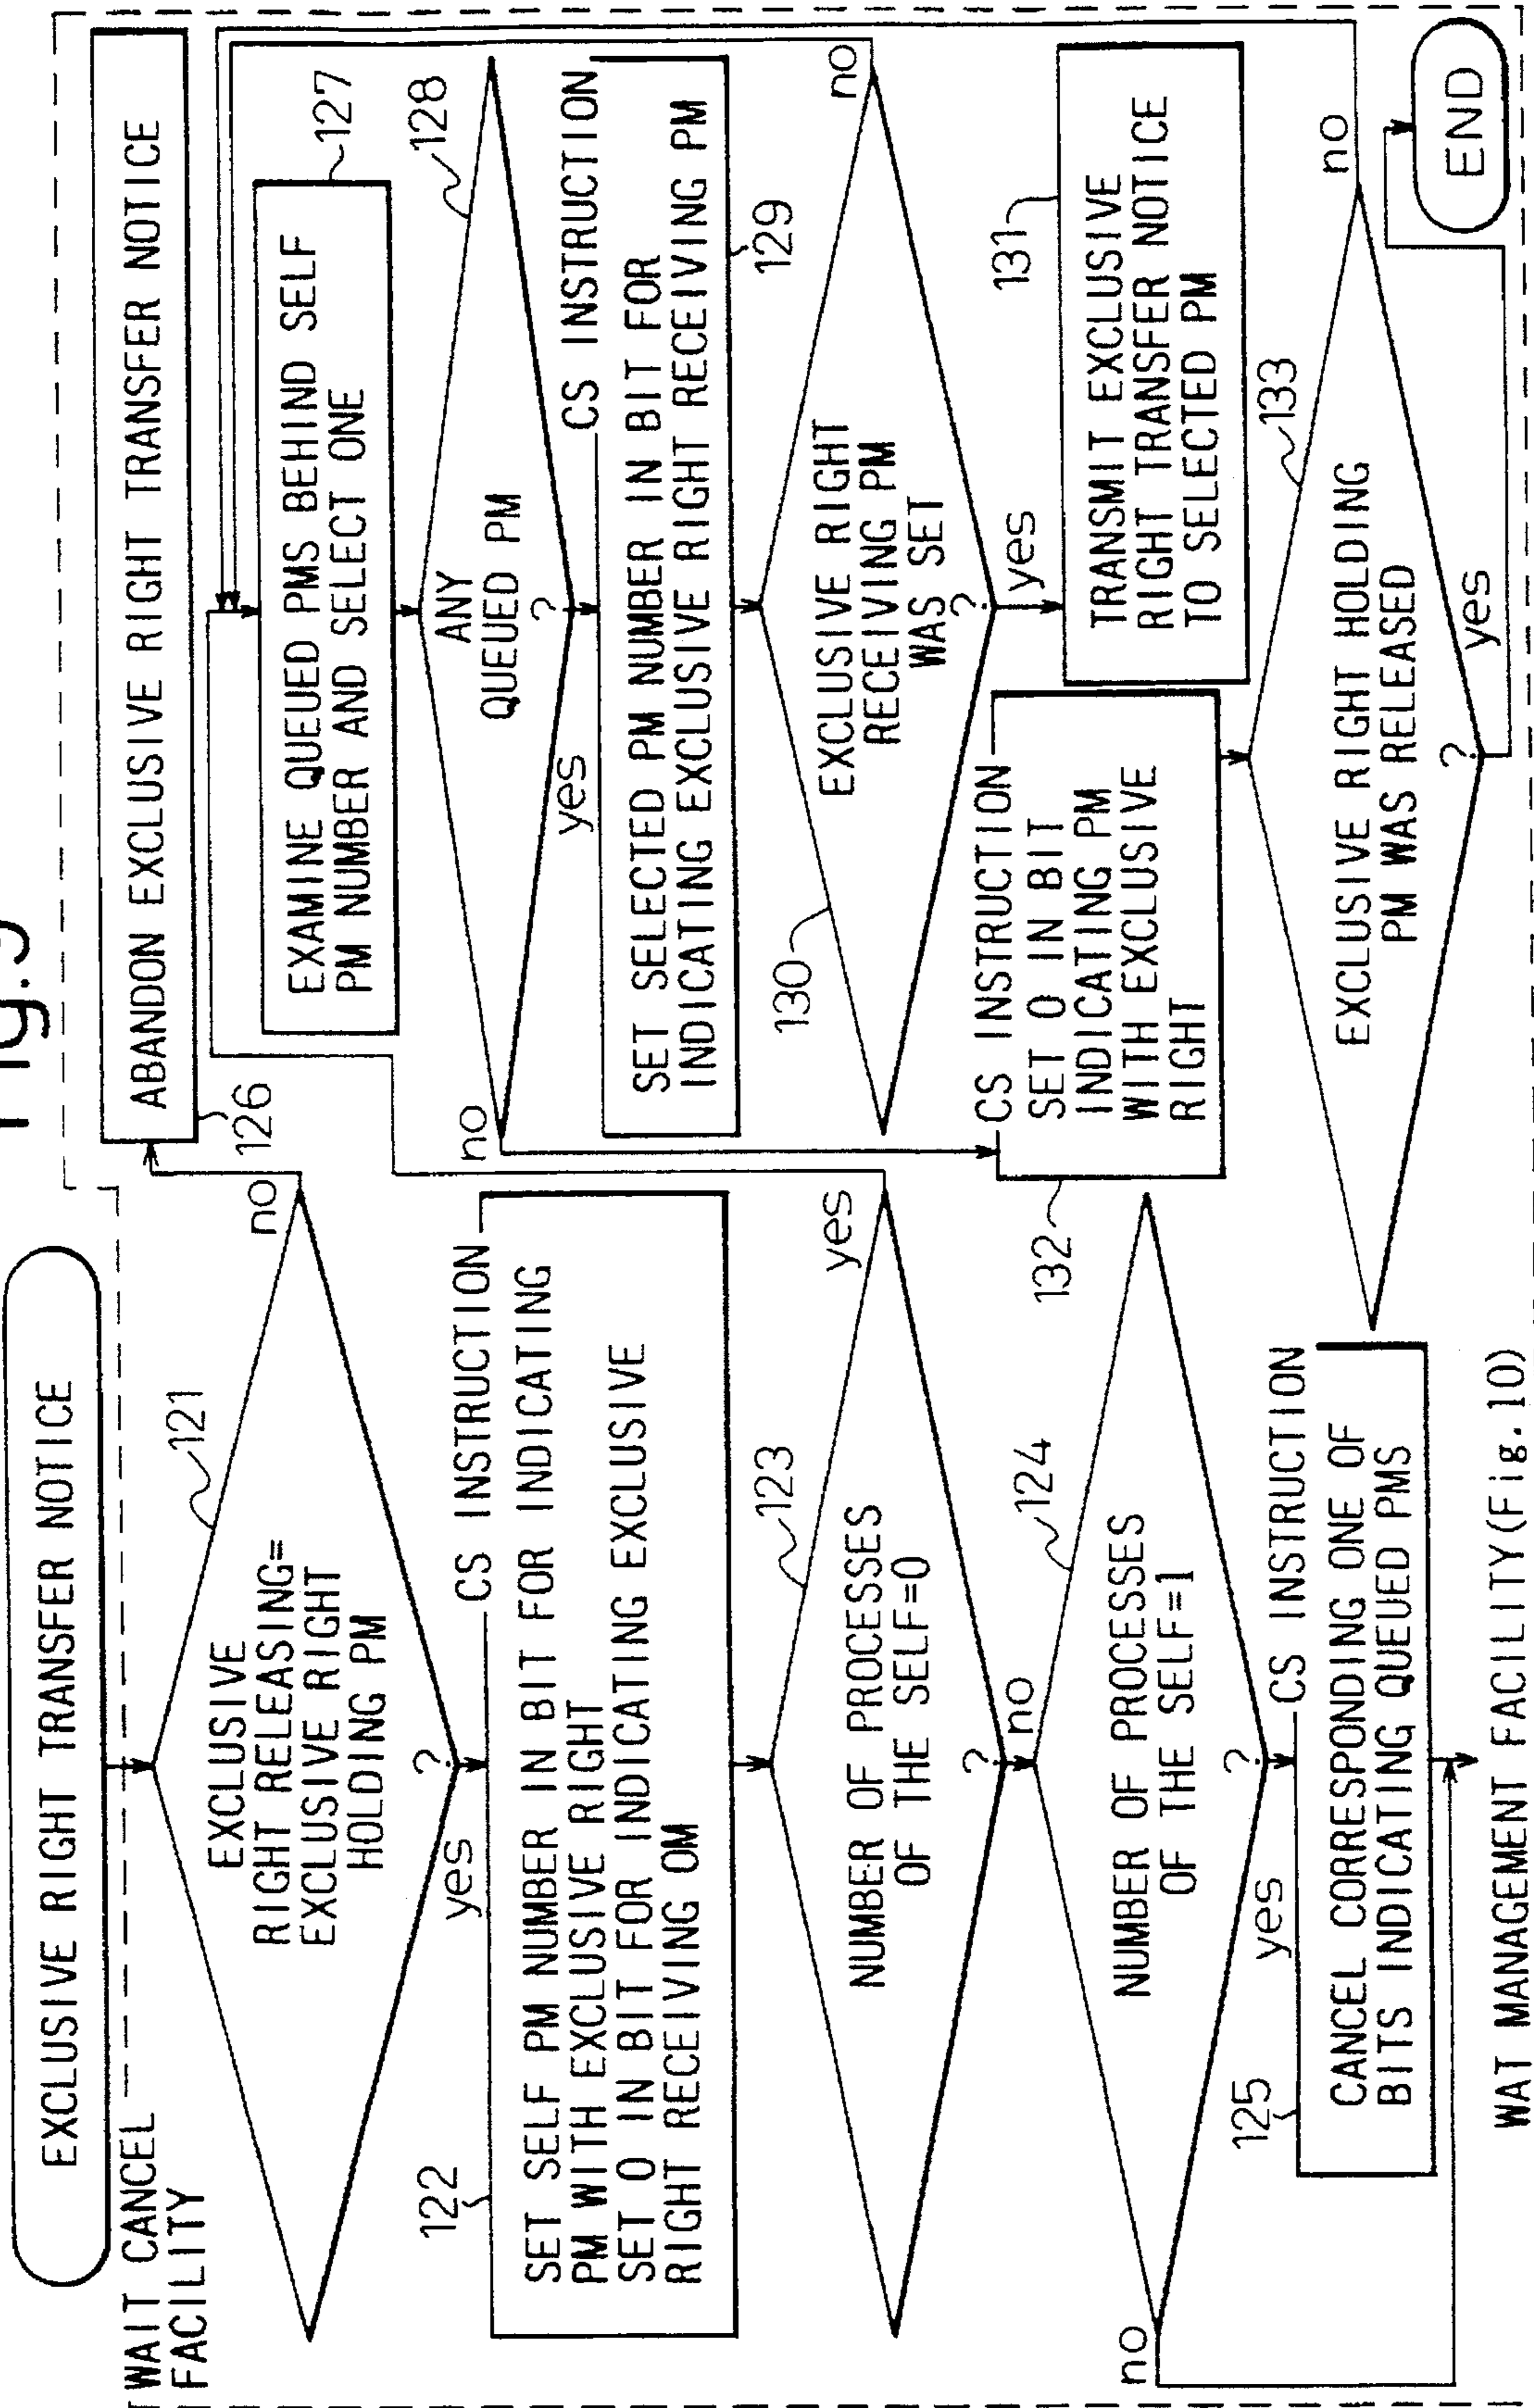 Fig.9
EXCLUSIVE RIGHT TRANSFER NOTICE
WAIT CANCEL
FACILITY
EXCLUSIVE
RIGHT RELEASING=
EXCLUSIVE RIGHT
HOLDING PM
?
121
no
yes
CS INSTRUCTION
122
SET SELF PM NUMBER IN BIT FOR INDICATING
PM WITH EXCLUSIVE RIGHT
SET 0 IN BIT FOR INDICATING EXCLUSIVE
RIGHT RECEIVING OM
123
NUMBER OF PROCESSES
OF THE SELF=0
?
yes
no
124
NUMBER OF PROCESSES
OF THE SELF=1
?
no
yes
CS INSTRUCTION
125
CANCEL CORRESPONDING ONE OF
BITS INDICATING QUEUED PMS
WAT MANAGEMENT FACILITY(Fig.10)
126
ABANDON EXCLUSIVE RIGHT TRANSFER NOTICE
127
EXAMINE QUEUED PMS BEHIND SELF
PM NUMBER AND SELECT ONE
128
ANY
QUEUED PM
?
no
yes
CS INSTRUCTION
SET SELECTED PM NUMBER IN BIT FOR
INDICATING EXCLUSIVE RIGHT RECEIVING PM
129
130
EXCLUSIVE RIGHT
RECEIVING PM
WAS SET
?
no
yes
131
TRANSMIT EXCLUSIVE
RIGHT TRANSFER NOTICE
TO SELECTED PM
132
CS INSTRUCTION
SET 0 IN BIT
INDICATING PM
WITH EXCLUSIVE
RIGHT
133
EXCLUSIVE RIGHT HOLDING
PM WAS RELEASED
?
no
yes
END